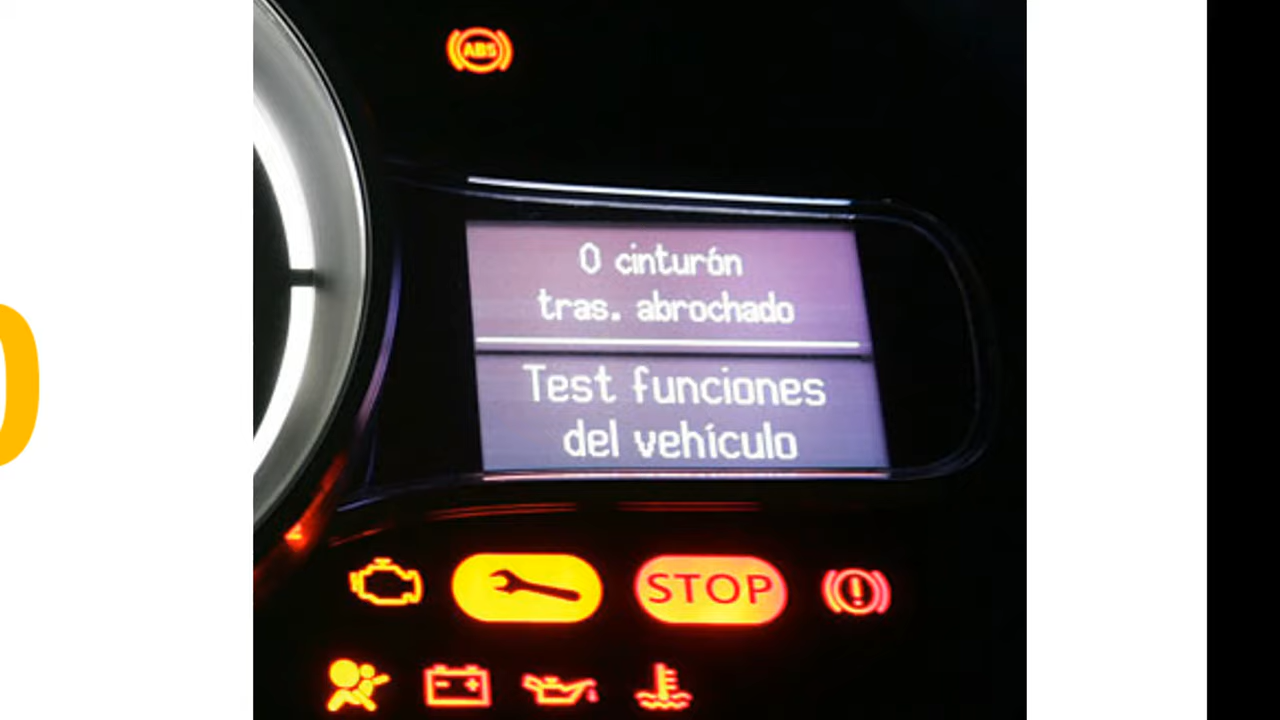 ABS
0 cinturón
tras. abrochado
Test funciones
del vehículo
STOP